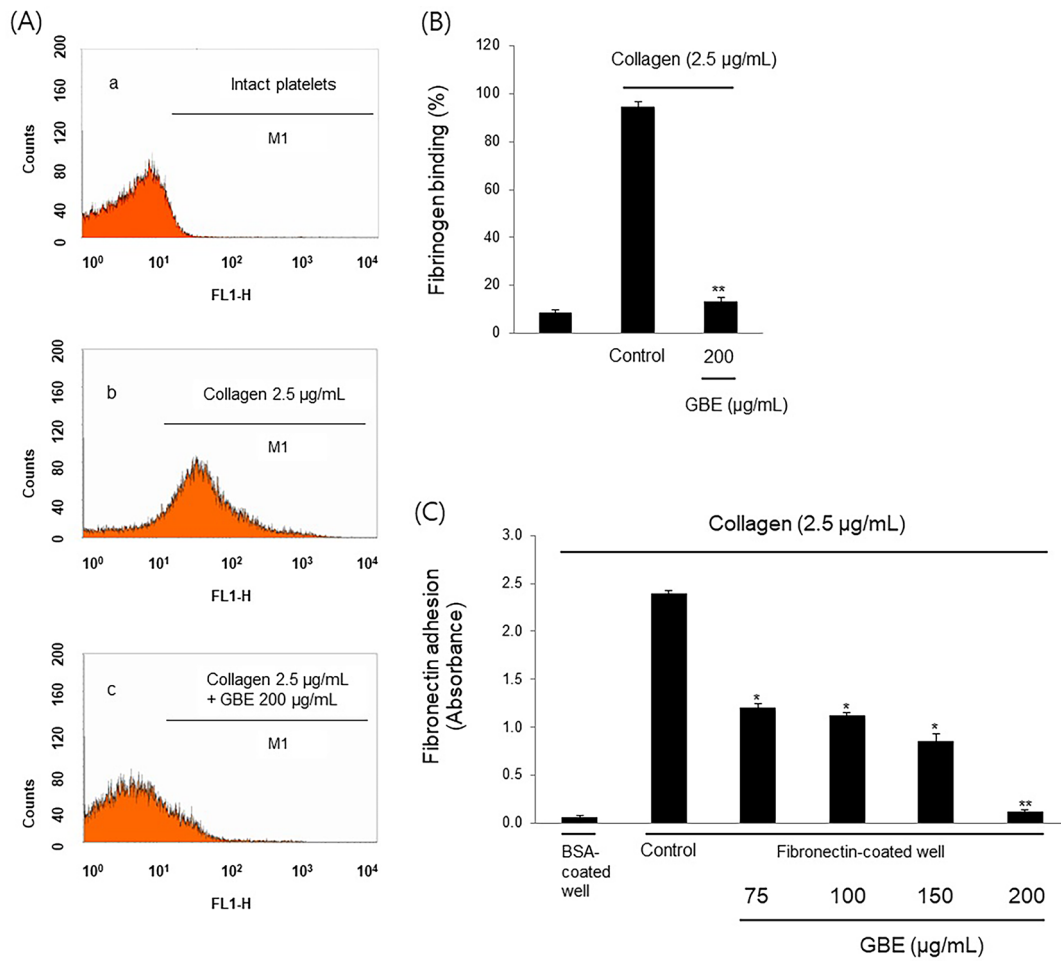 (A)
200
160
120
80
40
0
Counts
a
Intact platelets
M1
10⁰ 10¹ 10² 10³ 10⁴
FL1-H
200
160
120
80
40
0
Counts
b
Collagen 2.5 µg/mL
M1
10⁰ 10¹ 10² 10³ 10⁴
FL1-H
200
160
120
80
40
0
Counts
c
Collagen 2.5 µg/mL
+ GBE 200 µg/mL
M1
10⁰ 10¹ 10² 10³ 10⁴
FL1-H
(B)
120
100
80
60
40
20
0
Fibrinogen binding (%)
Collagen (2.5 µg/mL)
**
Control 200
GBE (µg/mL)
(C)
Collagen (2.5 µg/mL)
3.0
2.5
2.0
1.5
1.0
0.5
0.0
Fibronectin adhesion
(Absorbance)
* * * **
BSA-
coated
well
Control
Fibronectin-coated well
75 100 150 200
GBE (µg/mL)